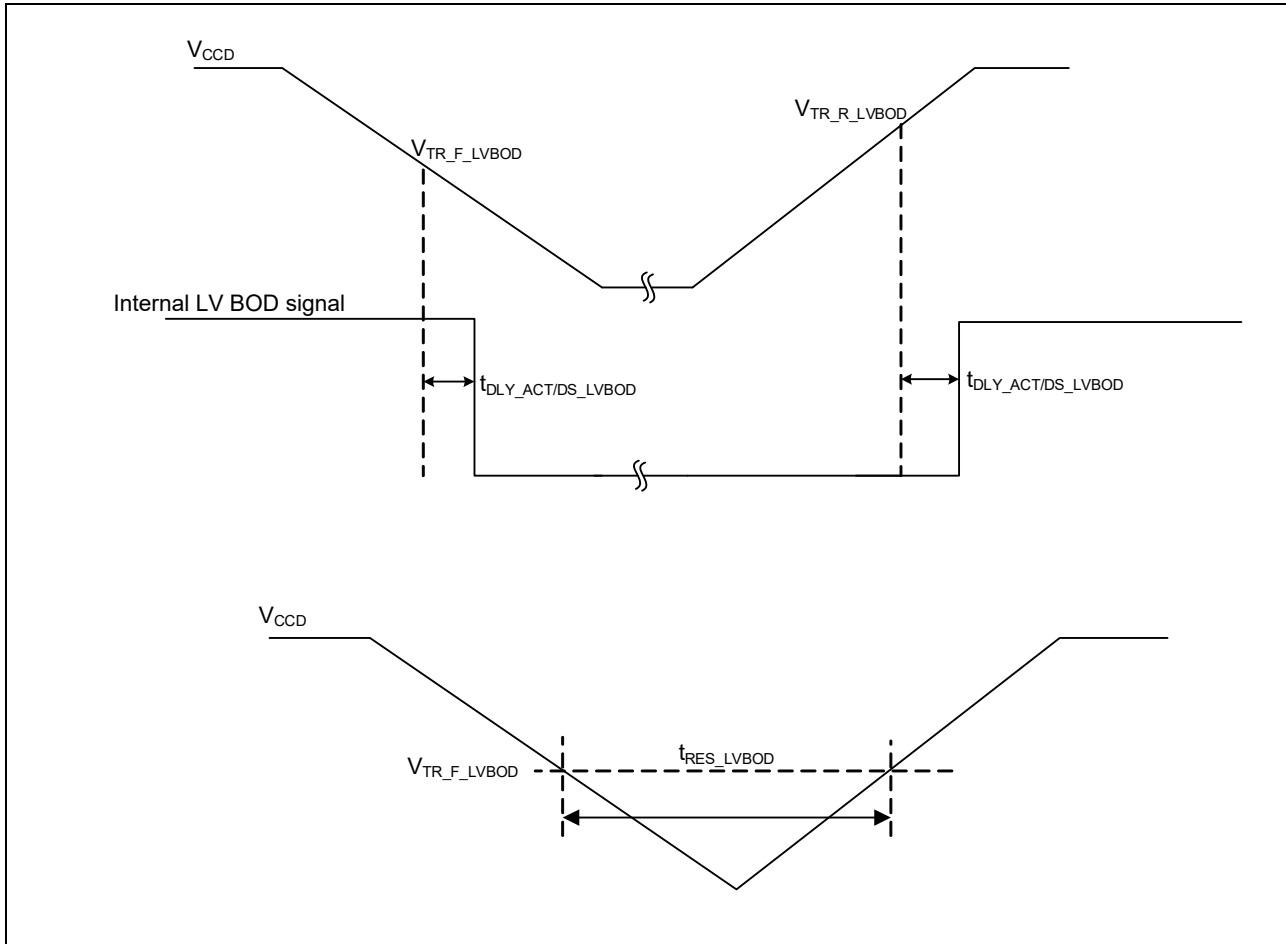 VCCD
VTR_R_LVBOD
VTR_F_LVBOD
Internal LV BOD signal
tDLY_ACT/DS_LVBOD
tDLY_ACT/DS_LVBOD
VCCD
tRES_LVBOD
VTR_F_LVBOD